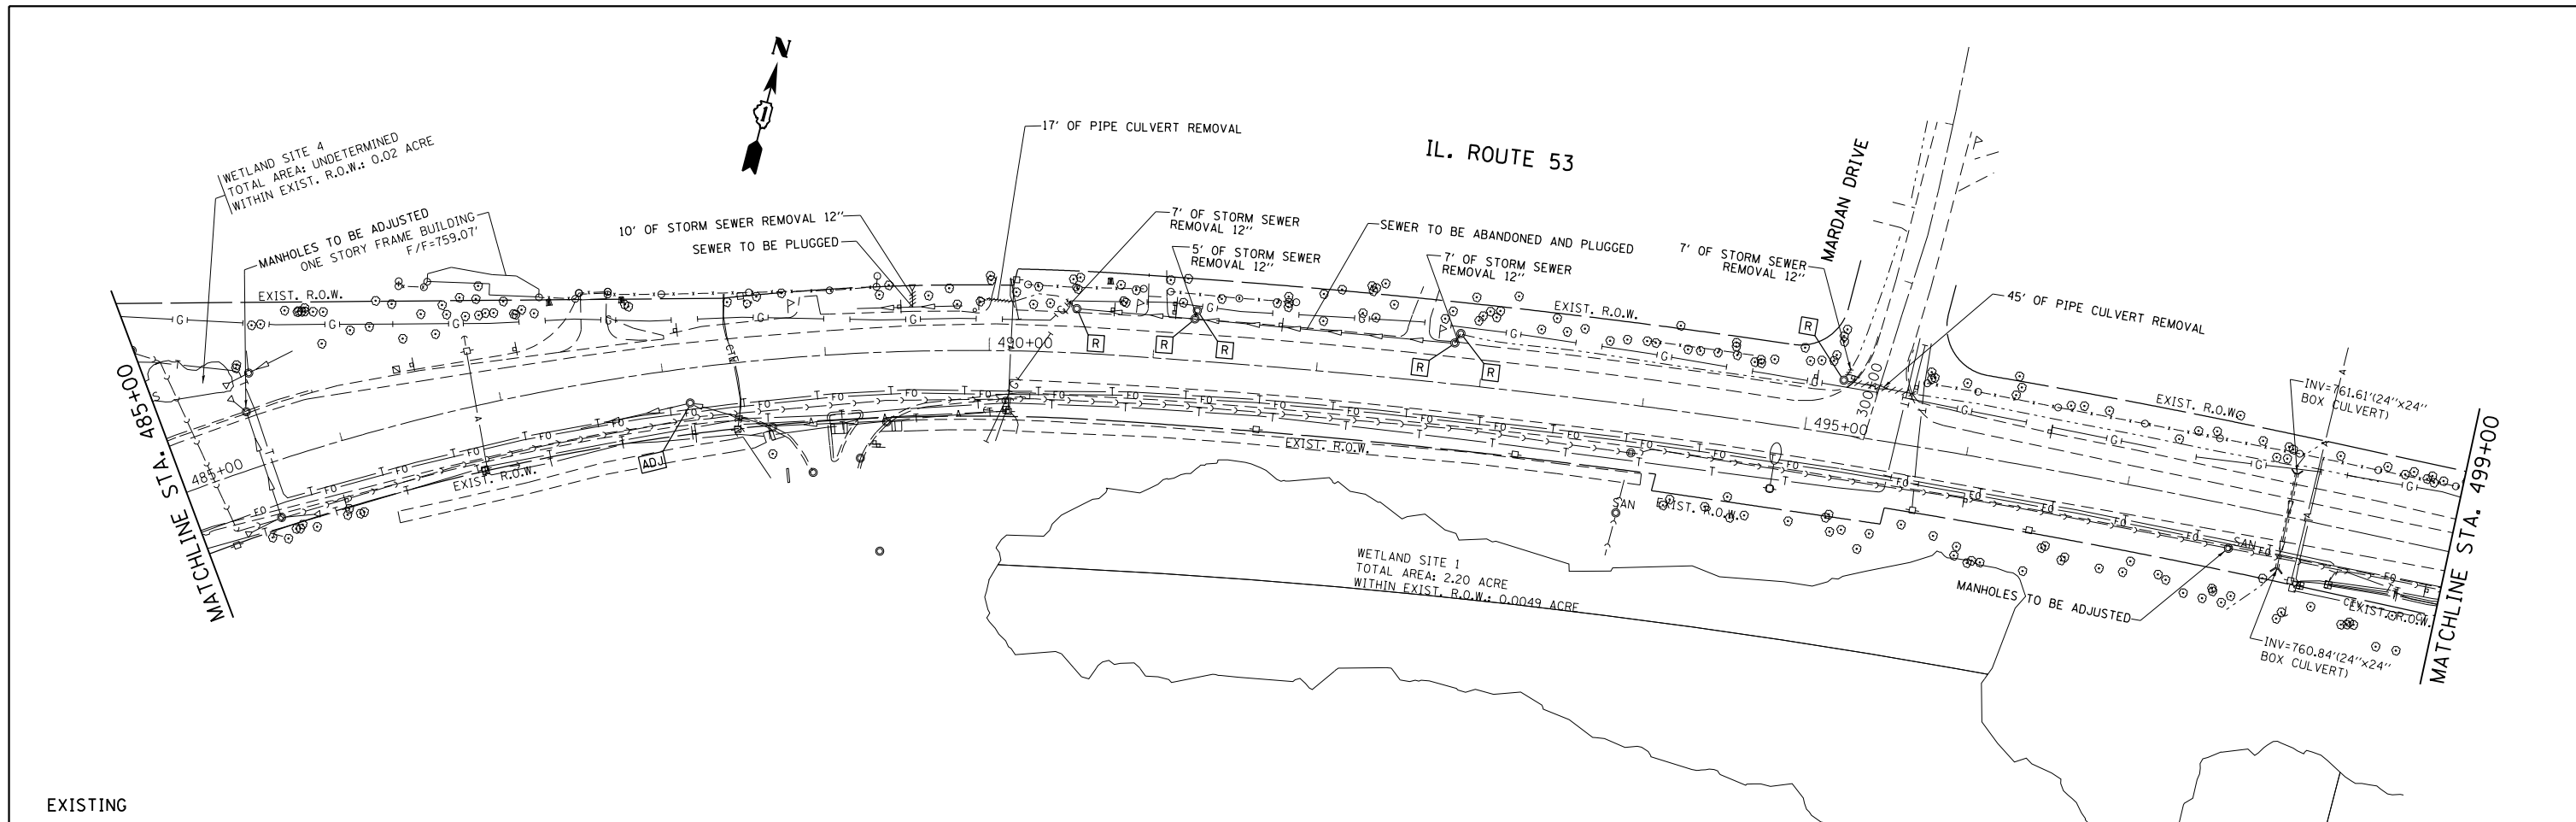 N
1
17' OF PIPE CULVERT REMOVAL
IL. ROUTE 53
MARDAN DRIVE
WETLAND SITE 4
TOTAL AREA: UNDETERMINED
WITHIN EXIST. R.O.W.: 0.02 ACRE
MANHOLES TO BE ADJUSTED
ONE STORY FRAME BUILDING
F/F=759.07'
10' OF STORM SEWER REMOVAL 12"
SEWER TO BE PLUGGED
7' OF STORM SEWER
REMOVAL 12"
5' OF STORM SEWER
REMOVAL 12"
SEWER TO BE ABANDONED AND PLUGGED
7' OF STORM SEWER
REMOVAL 12"
7' OF STORM SEWER
REMOVAL 12"
45' OF PIPE CULVERT REMOVAL
EXIST. R.O.W.
EXIST. R.O.W.
EXIST. R.O.W.
R
R
R
R
R
R
490+00
495+00
485+00
MATCHLINE STA. 485+00
EXIST. R.O.W.
ADJ
EXIST. R.O.W.
SAN
EXIST. R.O.W.
SAN
INV=761.61'(24"x24"
BOX CULVERT)
WETLAND SITE 1
TOTAL AREA: 2.20 ACRE
WITHIN EXIST. R.O.W.: 0.0049 ACRE
MANHOLES TO BE ADJUSTED
EXIST. R.O.W.
INV=760.84'(24"x24"
BOX CULVERT)
MATCHLINE STA. 499+00
EXISTING